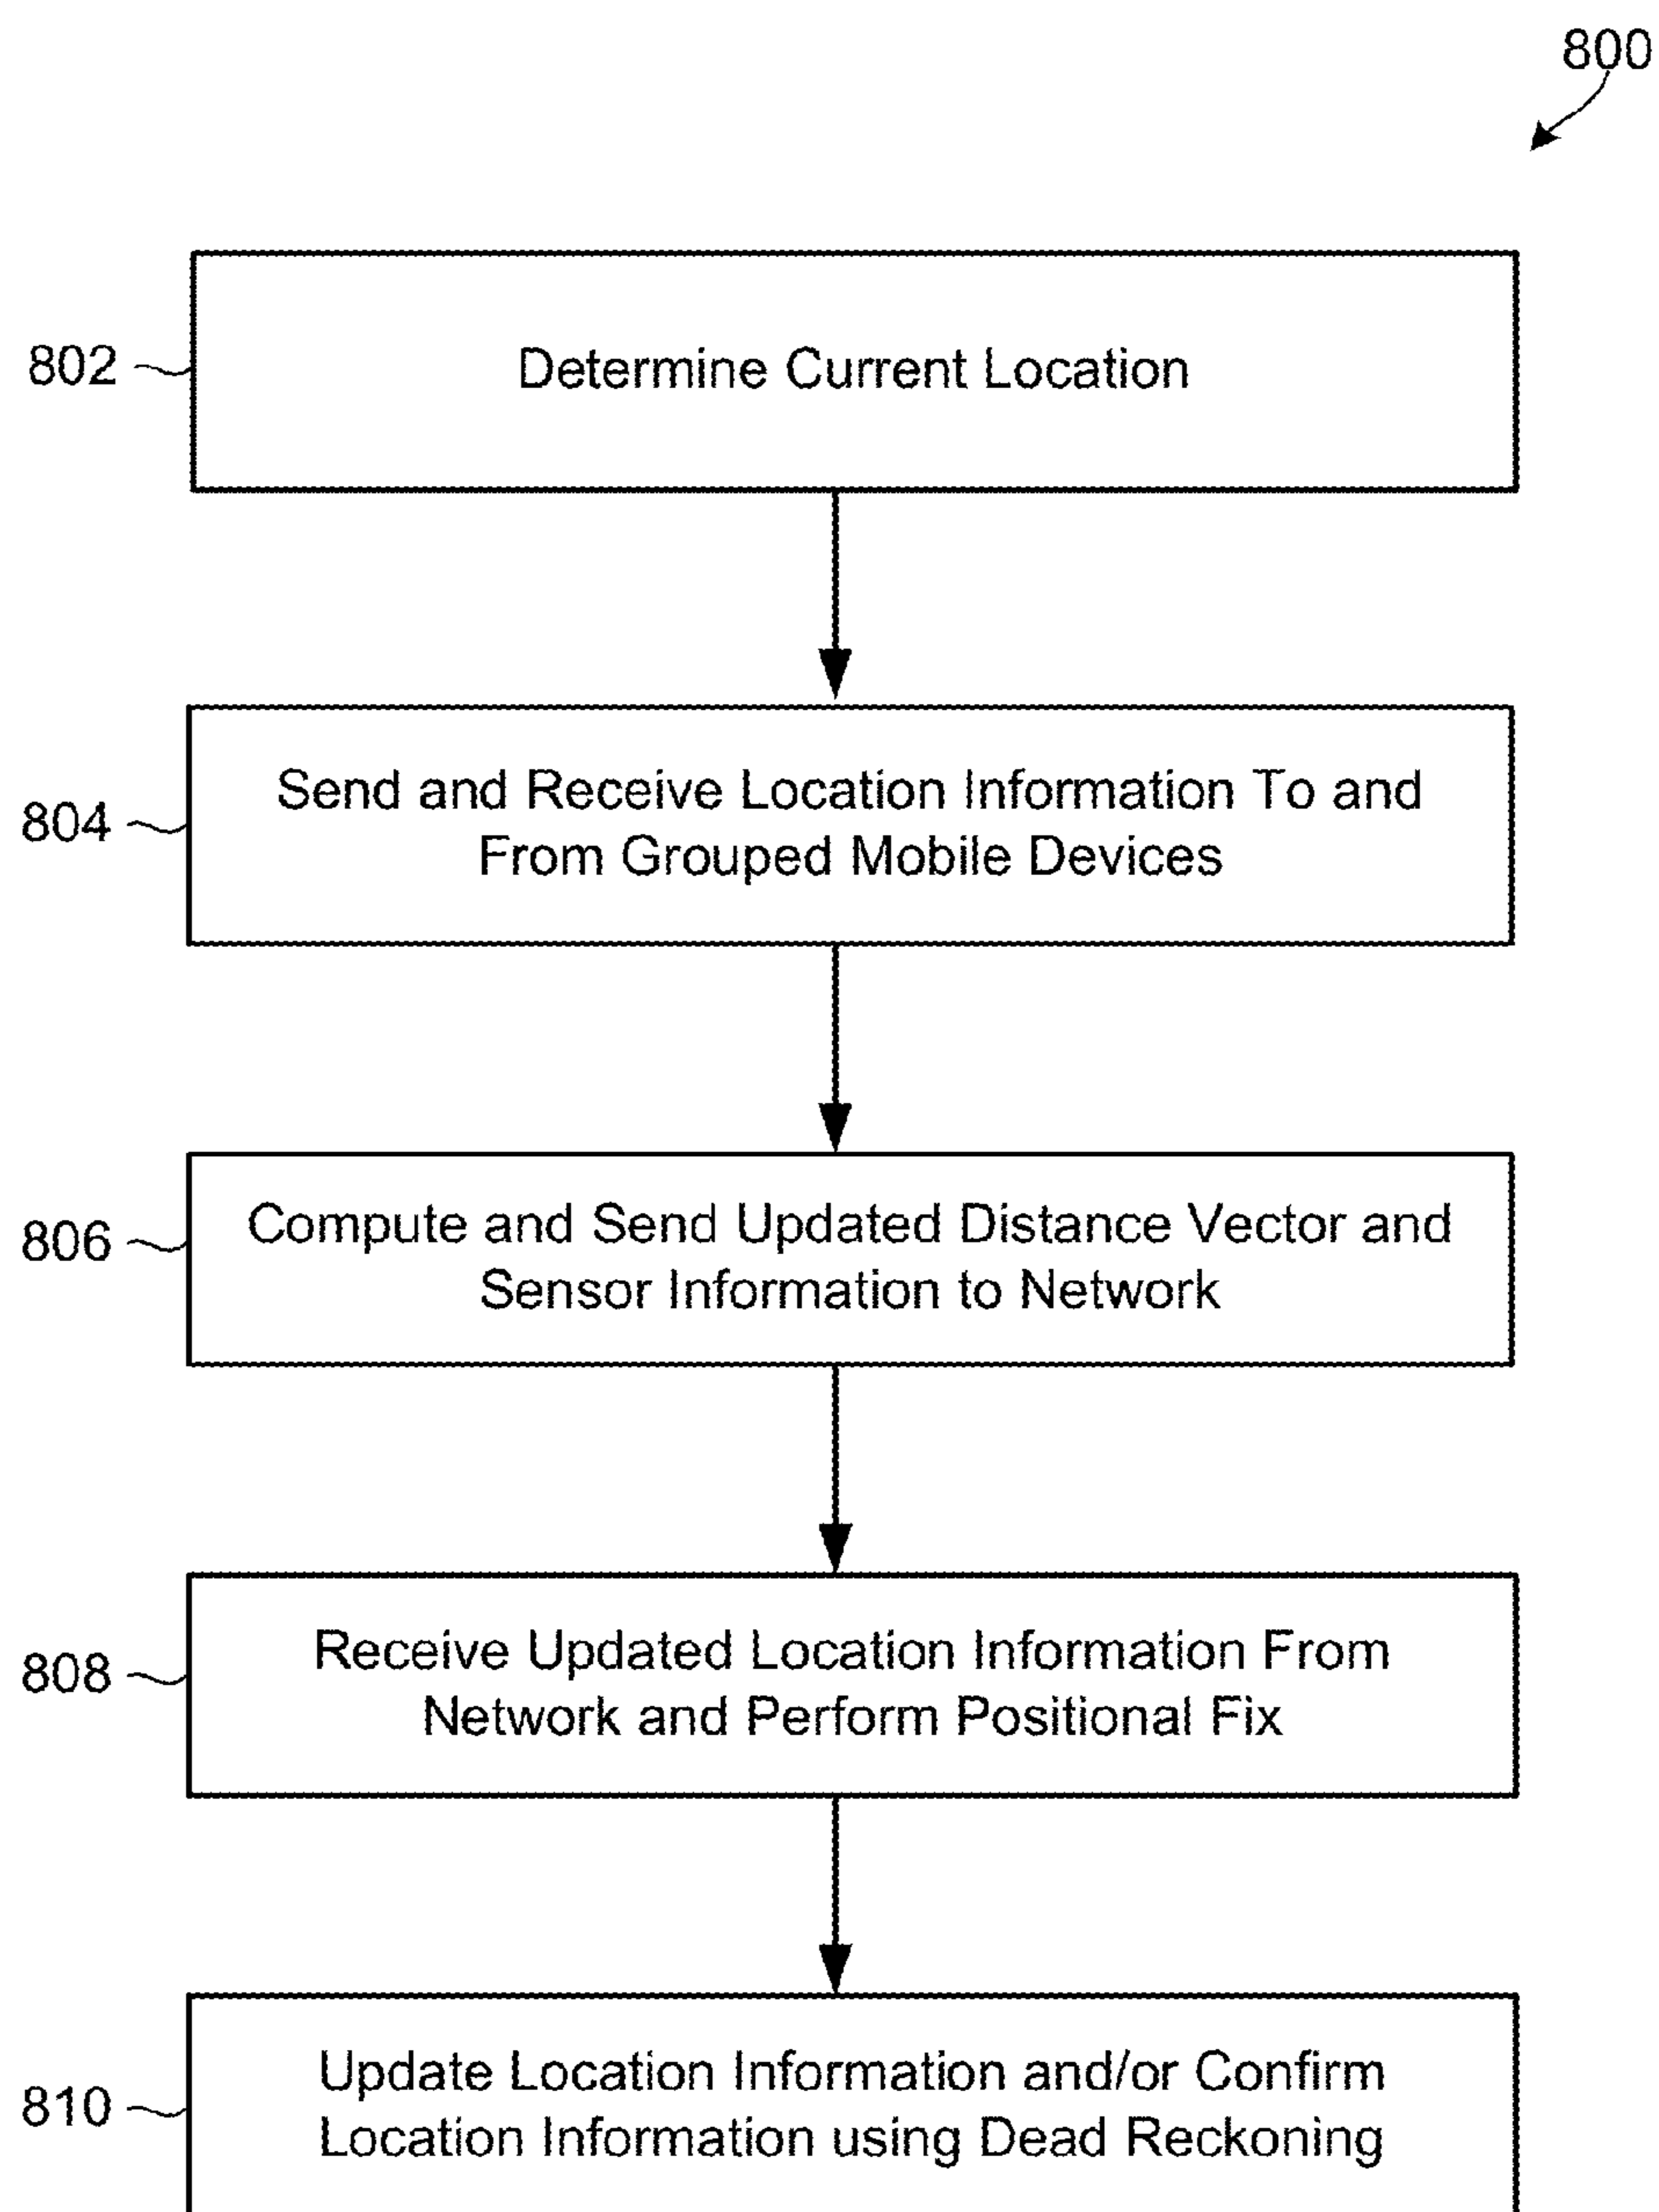 800
802
Determine Current Location
804
Send and Receive Location Information To and
From Grouped Mobile Devices
806
Compute and Send Updated Distance Vector and
Sensor Information to Network
808
Receive Updated Location Information From
Network and Perform Positional Fix
810
Update Location Information and/or Confirm
Location Information using Dead Reckoning